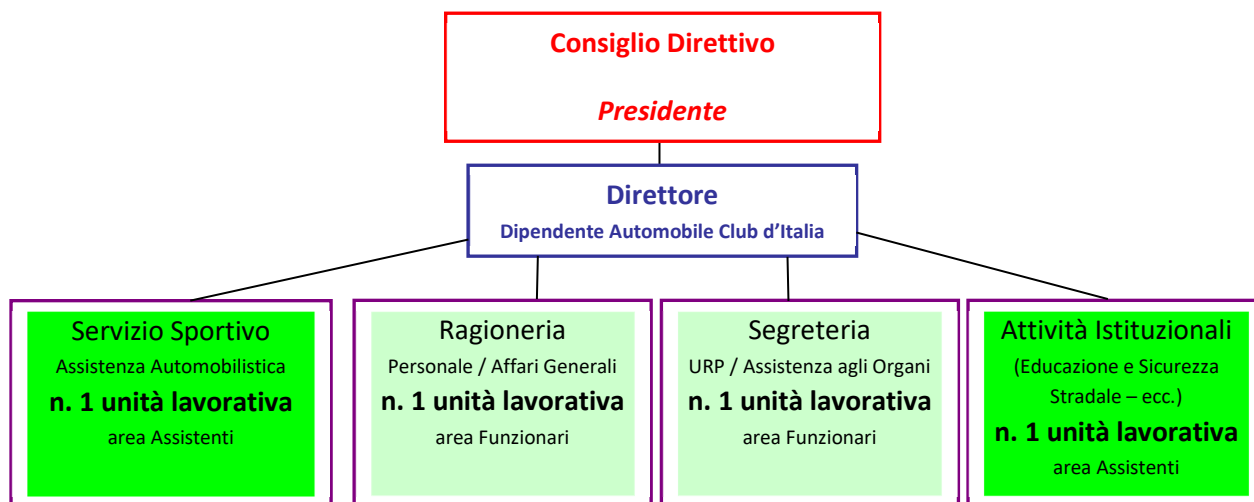 Consiglio Direttivo
Presidente
Direttore
Dipendente Automobile Club d’Italia
Servizio Sportivo
Assistenza Automobilistica
n. 1 unità lavorativa
area Assistenti
Ragioneria
Personale / Affari Generali
n. 1 unità lavorativa
area Funzionari
Segreteria
URP / Assistenza agli Organi
n. 1 unità lavorativa
area Funzionari
Attività Istituzionali
(Educazione e Sicurezza
Stradale – ecc.)
n. 1 unità lavorativa
area Assistenti